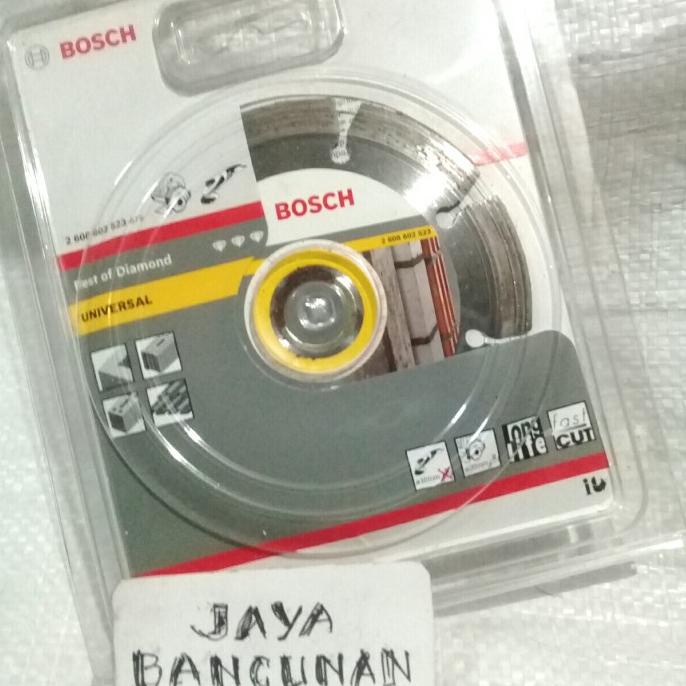 BOSCH
2 608 602 523
Best of Diamond
UNIVERSAL
BOSCH
2 608 602 523
long
life
fast
CUT
JAYA
BANGUNAN